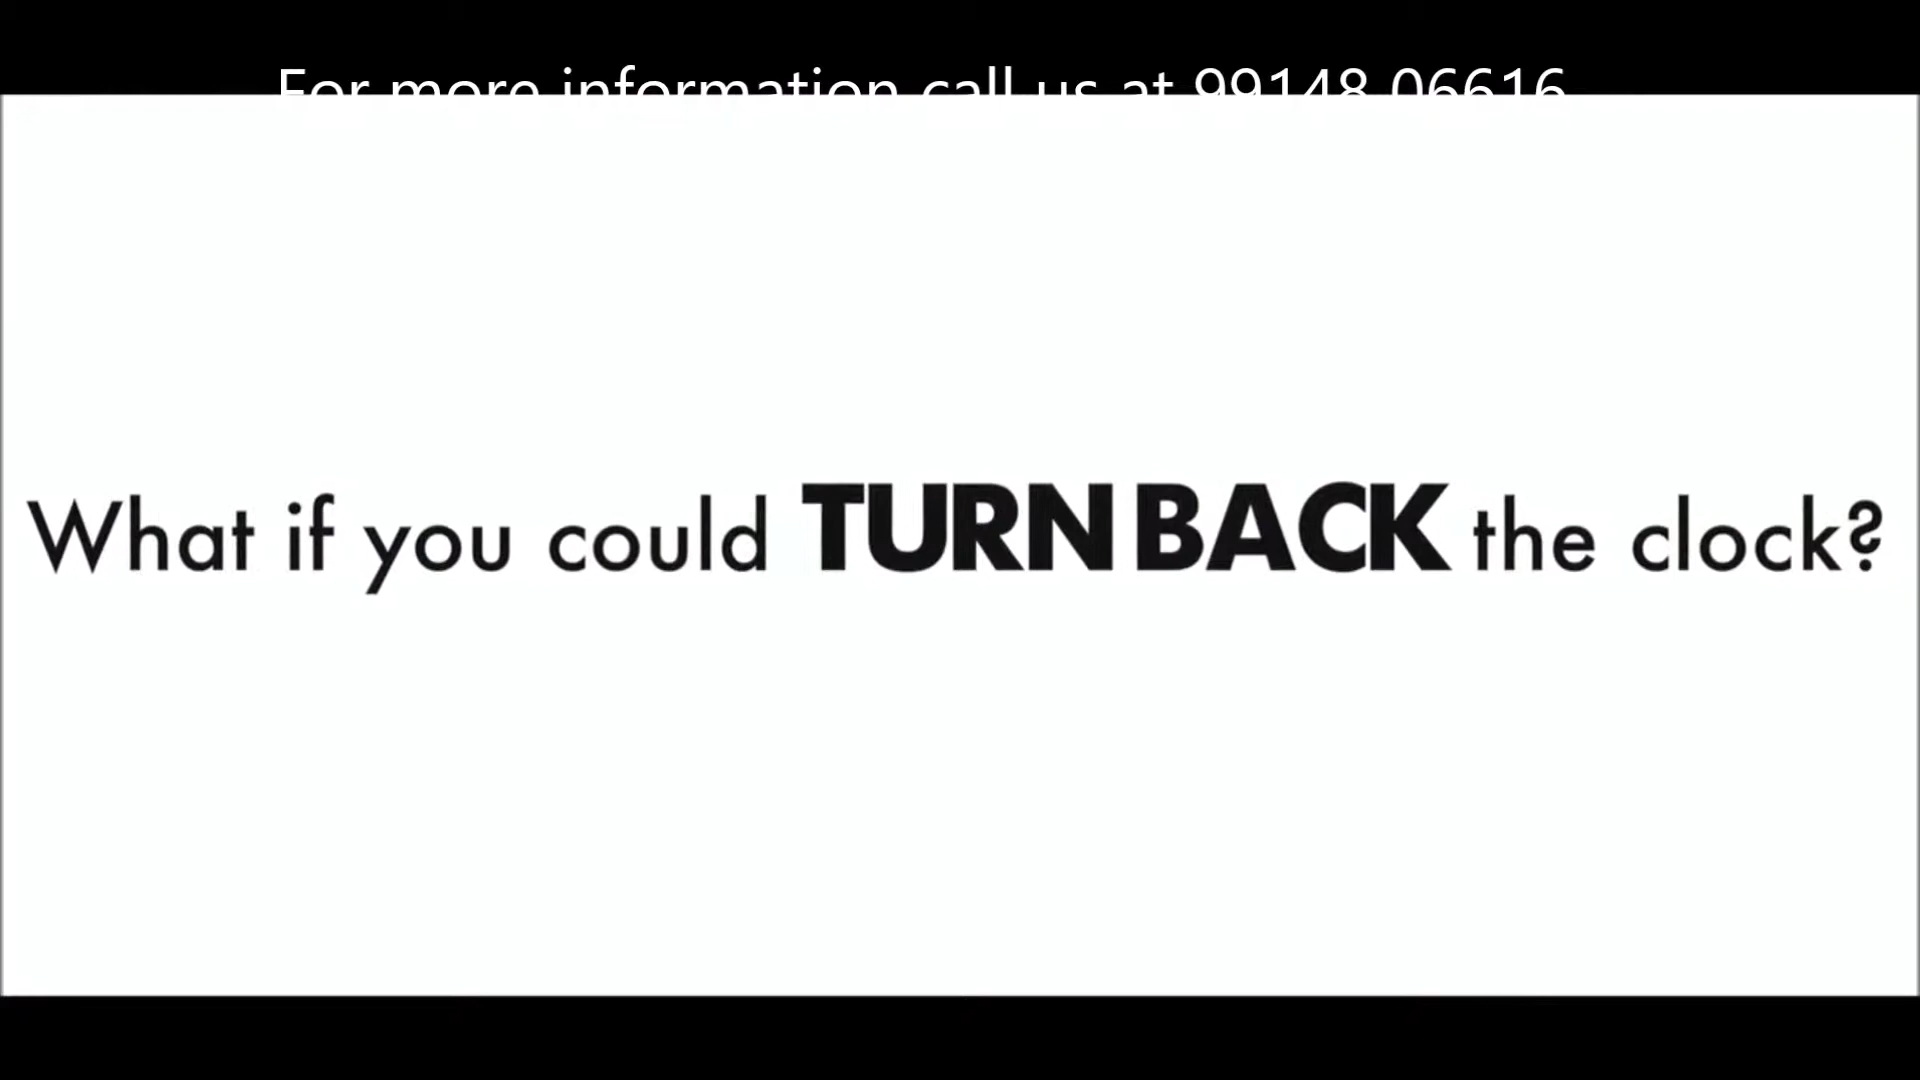 For more information call us at 99148 06616
What if you could TURN BACK the clock?